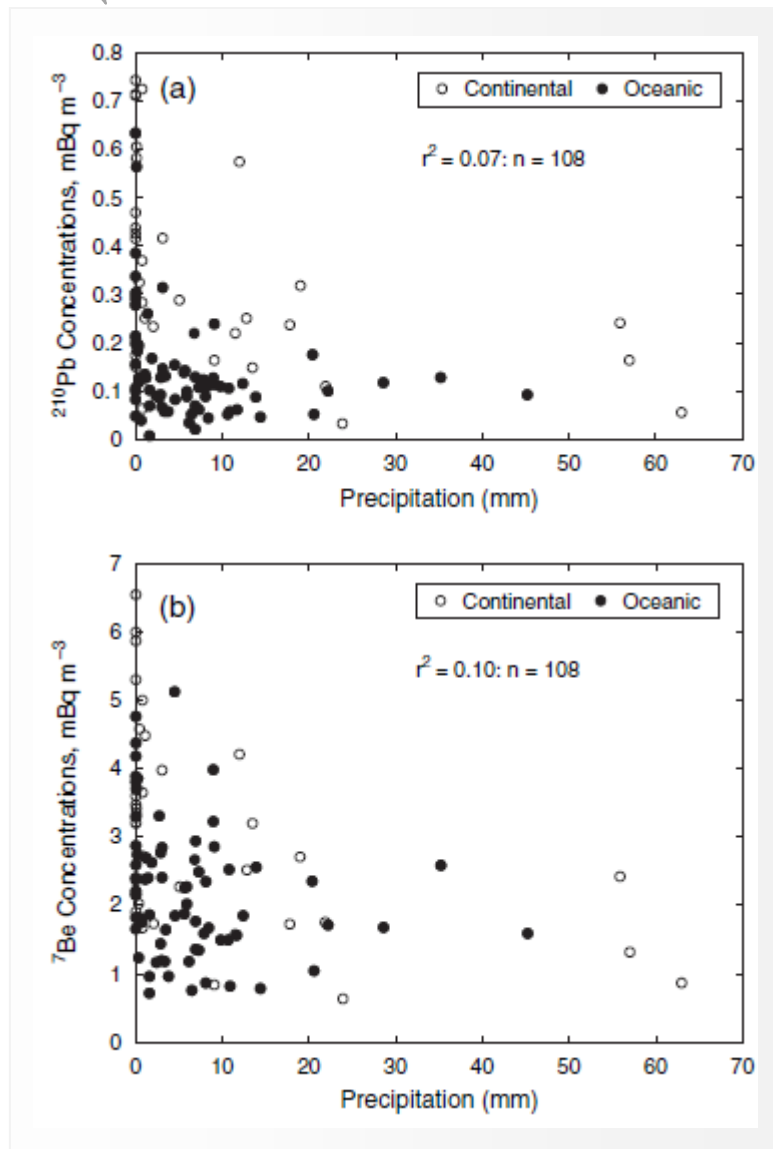 (a)
○ Continental ● Oceanic
r² = 0.07: n = 108
²¹⁰Pb Concentrations, mBq m⁻³
0.8
0.7
0.6
0.5
0.4
0.3
0.2
0.1
0
0 10 20 30 40 50 60 70
Precipitation (mm)
(b)
○ Continental ● Oceanic
r² = 0.10: n = 108
⁷Be Concentrations, mBq m⁻³
7
6
5
4
3
2
1
0
0 10 20 30 40 50 60 70
Precipitation (mm)